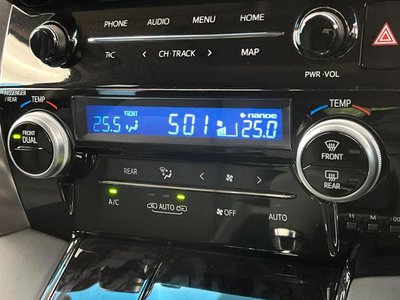 PHONE AUDIO MENU HOME
T/C < CH·TRACK > MAP
PWR·VOL
PASSENGER
/REAR
TEMP
FRONT
nanoe
TEMP
25.5 501 25.0
FRONT
DUAL
FRONT
REAR
REAR
A/C AUTO OFF AUTO
H M :00